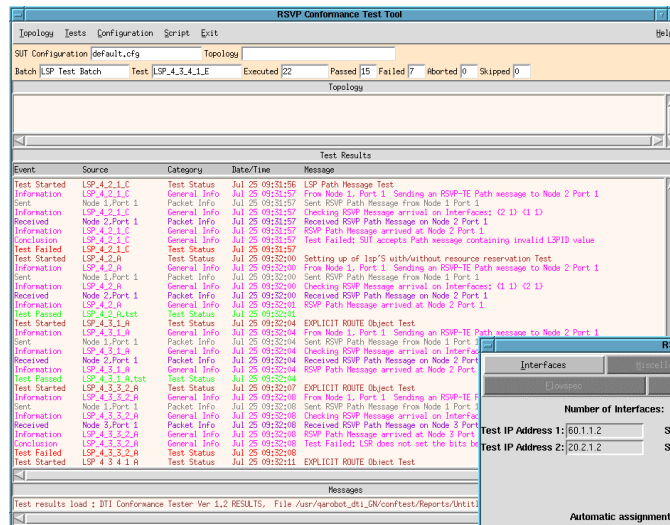 RSVP Conformance Test Tool
Topology Tests Configuration Script Exit Help
SUT Configuration default.cfg Topology
Batch LSP Test Batch Test LSP_4_3_4_1_E Executed 22 Passed 15 Failed 7 Aborted 0 Skipped 0
Topology
Test Results
Event Source Category Date/Time Message
Test Started LSP_4_2_1_C Test Status Jul 25 09:31:56 LSP Path Message Test
Information LSP_4_2_1_C General Info Jul 25 09:31:57 From Node 1, Port 1 Sending an RSVP-TE Path message to Node 2 Port 1
Sent Node 1,Port 1 Packet Info Jul 25 09:31:57 Sent RSVP Path Message from Node 1 Port 1
Information LSP_4_2_1_C General Info Jul 25 09:31:57 Checking RSVP Message arrival on Interfaces: (2 1) (1 1)
Received Node 2,Port 1 Packet Info Jul 25 09:31:57 Received RSVP Path Message on Node 2 Port 1
Information LSP_4_2_1_C General Info Jul 25 09:31:57 RSVP Path Message arrived at Node 2 Port 1
Conclusion LSP_4_2_1_C General Info Jul 25 09:31:57 Test Failed: SUT accepts Path message containing invalid L3PID value
Test Failed LSP_4_2_1_C Test Status Jul 25 09:31:57
Test Started LSP_4_2_A Test Status Jul 25 09:32:00 Setting up of lsp'S with/without resource reservation Test
Information LSP_4_2_A General Info Jul 25 09:32:00 From Node 1, Port 1 Sending an RSVP-TE Path message to Node 2 Port 1
Sent Node 1,Port 1 Packet Info Jul 25 09:32:00 Sent RSVP Path Message from Node 1 Port 1
Information LSP_4_2_A General Info Jul 25 09:32:00 Checking RSVP Message arrival on Interfaces: (1 1) (2 1)
Received Node 2,Port 1 Packet Info Jul 25 09:32:00 Received RSVP Path Message on Node 2 Port 1
Information LSP_4_2_A General Info Jul 25 09:32:01 RSVP Path Message arrived at Node 2 Port 1
Test Passed LSP_4_2_A.tst Test Status Jul 25 09:32:01
Test Started LSP_4_3_1_A Test Status Jul 25 09:32:04 EXPLICIT ROUTE Object Test
Information LSP_4_3_1_A General Info Jul 25 09:32:04 From Node 1, Port 1 Sending an RSVP-TE Path message to Node 2 Port 1
Sent Node 1,Port 1 Packet Info Jul 25 09:32:04 Sent RSVP Path Message from Node 1 Port 1
Information LSP_4_3_1_A General Info Jul 25 09:32:04 Checking RSVP Message arrival on Interfac
Received Node 2,Port 1 Packet Info Jul 25 09:32:04 Received RSVP Path Message on Node 2 Port
Information LSP_4_3_1_A General Info Jul 25 09:32:04 RSVP Path Message arrived at Node 2 Port
Test Passed LSP_4_3_1_A.tst Test Status Jul 25 09:32:04
Test Started LSP_4_3_3_2_A Test Status Jul 25 09:32:07 EXPLICIT ROUTE Object Test
Information LSP_4_3_3_2_A General Info Jul 25 09:32:08 From Node 1, Port 1 Sending an RSVP-TE P
Sent Node 1,Port 1 Packet Info Jul 25 09:32:08 Sent RSVP Path Message from Node 1 Port
Information LSP_4_3_3_2_A General Info Jul 25 09:32:08 Checking RSVP Message arrival on Interfac
Received Node 3,Port 1 Packet Info Jul 25 09:32:08 Received RSVP Path Message on Node 3 Port
Information LSP_4_3_3_2_A General Info Jul 25 09:32:08 RSVP Path Message arrived at Node 3 Port
Conclusion LSP_4_3_3_2_A General Info Jul 25 09:32:08 Test Failed: LSR does not set the bits be
Test Failed LSP_4_3_3_2_A Test Status Jul 25 09:32:08
Test Started LSP 4 3 4 1 A Test Status Jul 25 09:32:11 EXPLICIT ROUTE Object Test
Messages
Test results load : DTI Conformance Tester Ver 1.2 RESULTS, File /usr/qarobot_dti_GN/conftest/Reports/Untitl
RS
Interfaces Miscell
Flowspec
Number of Interfaces:
Test IP Address 1: 60.1.1.2 S
Test IP Address 2: 20.2.1.2 S
Automatic assignment